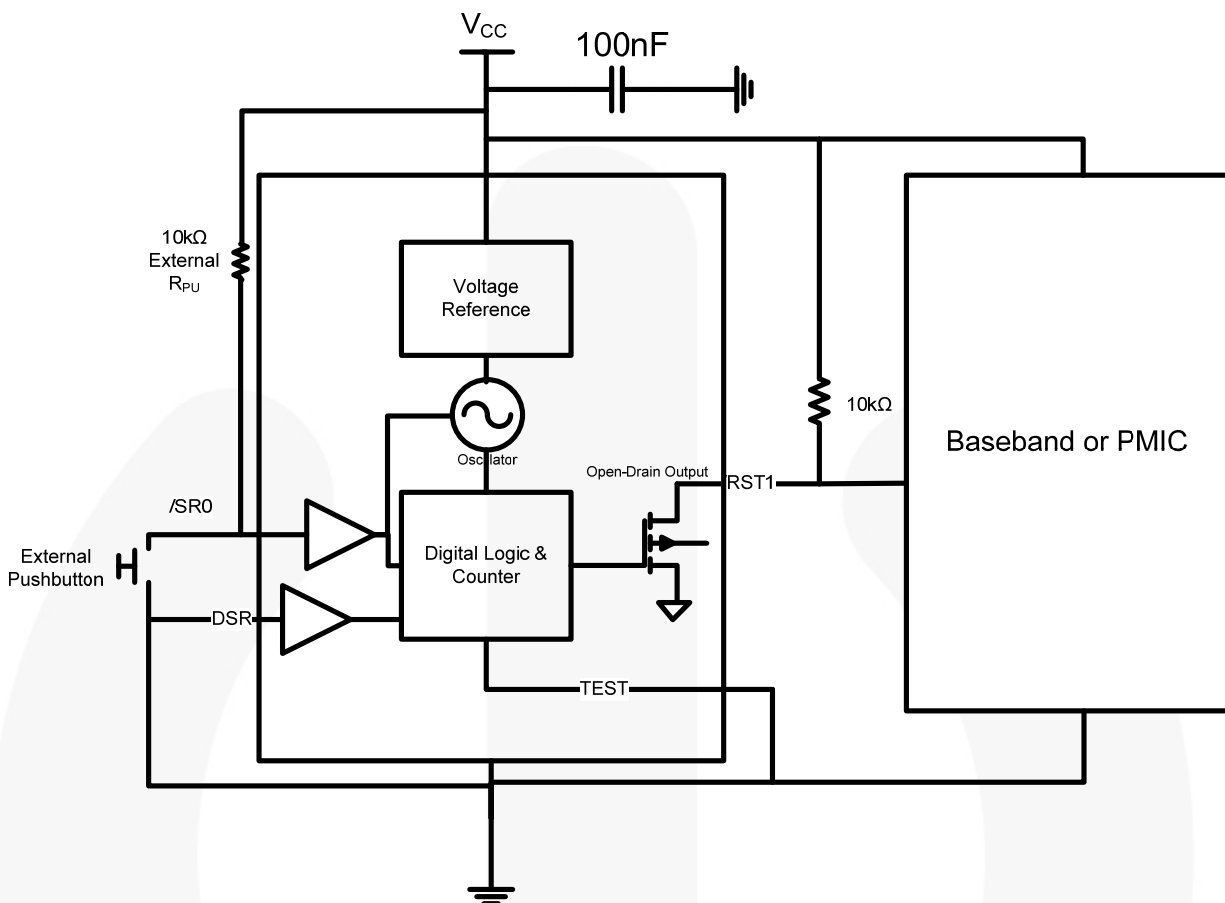 VCC
100nF
10kΩ
External
RPU
Voltage
Reference
Oscillator
10kΩ
Baseband or PMIC
Open-Drain Output
RST1
/SR0
External
Pushbutton
Digital Logic &
Counter
DSR
TEST